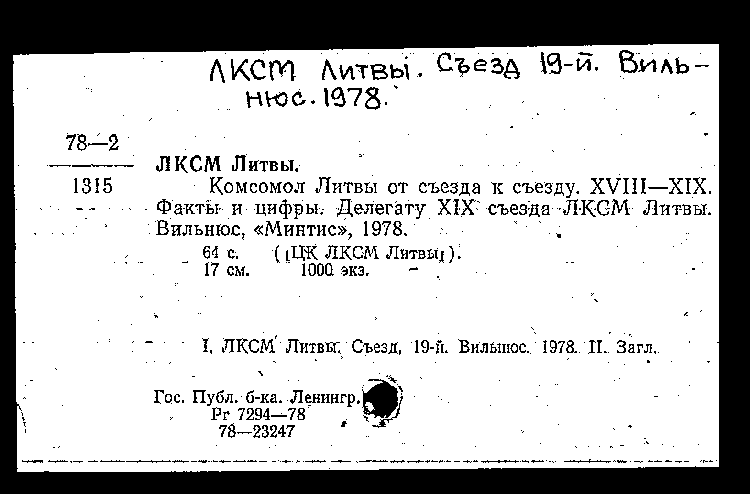 ЛКСМ Литвы. Съезд 19-й. Виль-
нюс. 1978.
78—2
1315
ЛКСМ Литвы.
Комсомол Литвы от съезда к съезду. XVIII—XIX.
Факты и цифры. Делегату XIX съезда ЛКСМ Литвы.
Вильнюс, «Минтис», 1978.
64 с. ([ЦК ЛКСМ Литвы]).
17 см. 1000 экз.
I. ЛКСМ Литвы. Съезд, 19-й. Вильнюс. 1978. II. Загл.
Гос. Публ. б-ка. Ленингр.
Рг 7294—78
78—23247